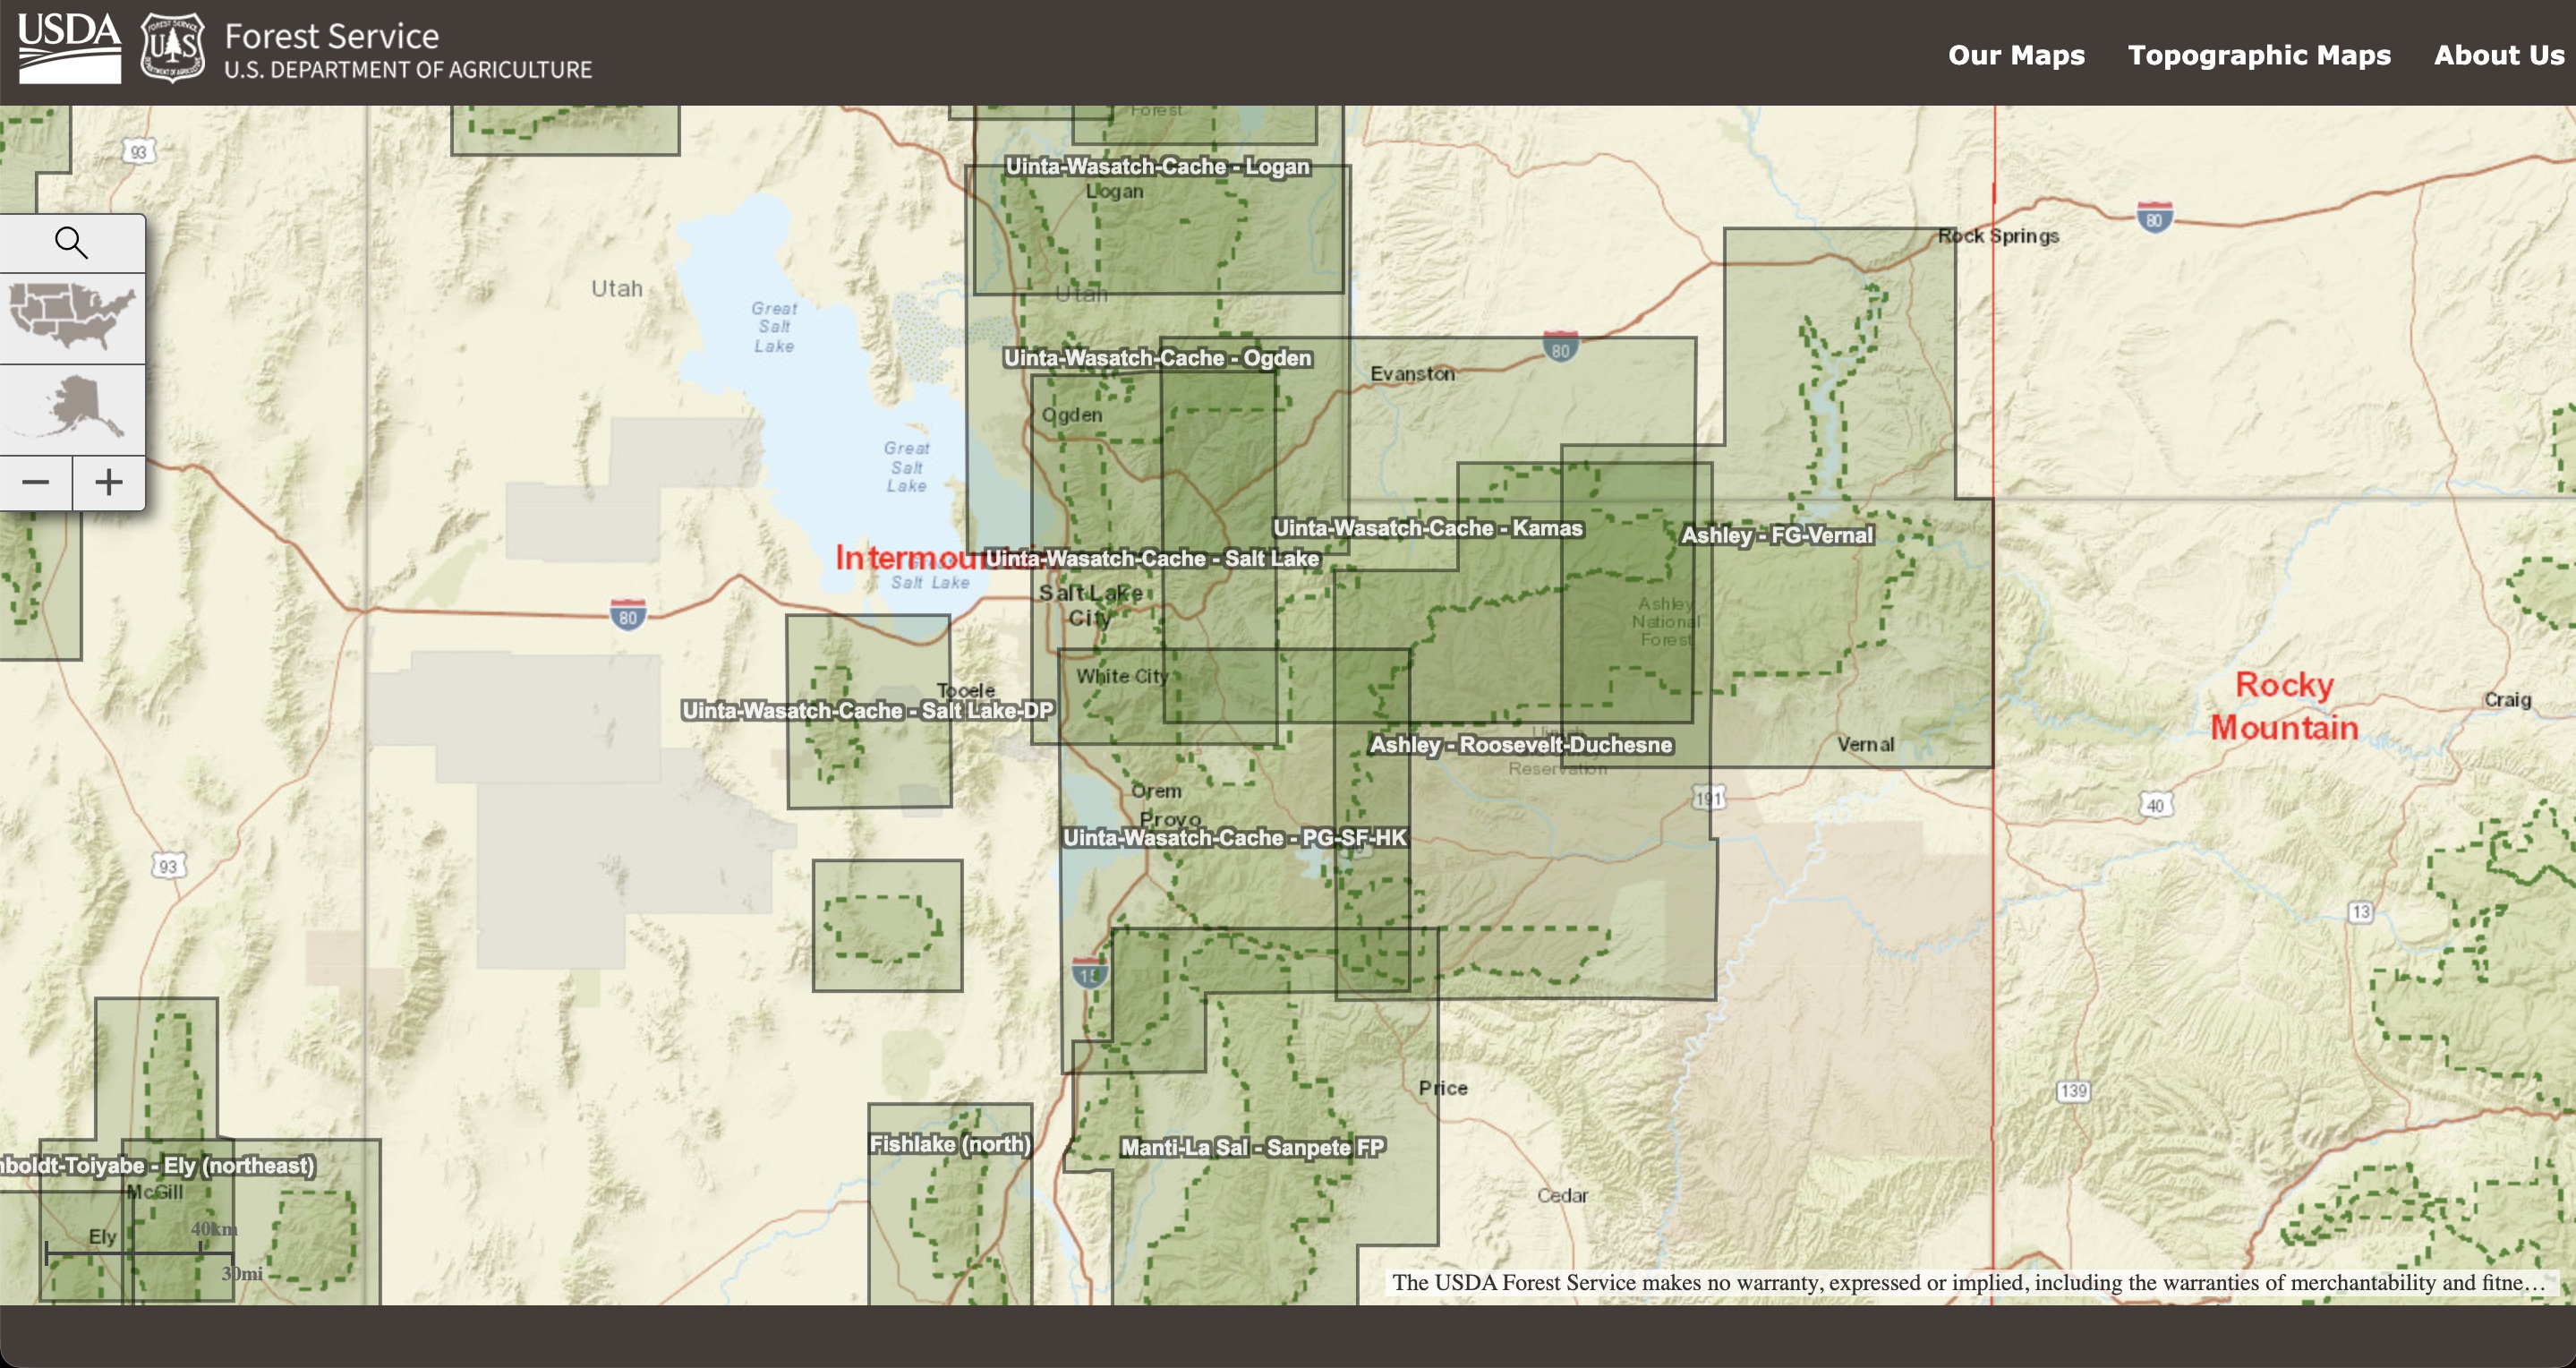 USDA
FOREST SERVICE
US
Forest Service
U.S. DEPARTMENT OF AGRICULTURE
Our Maps
Topographic Maps
About Us
Forest
93
Uinta-Wasatch-Cache - Logan
Logan
80
Rock Springs
Utah
Utah
Great
Salt
Lake
Uinta-Wasatch-Cache - Ogden
80
Evanston
Ogden
Great
Salt
Lake
Uinta-Wasatch-Cache - Kamas
Ashley - FG-Vernal
Uinta-Wasatch-Cache - Salt Lake
Salt Lake
Salt Lake
City
80
Ashley
National
Forest
White City
Tooele
Uinta-Wasatch-Cache - Salt Lake-DP
Rocky
Mountain
Craig
Ashley - Roosevelt-Duchesne
Vernal
Reservation
Orem
191
40
Provo
Uinta-Wasatch-Cache - PG-SF-HK
93
13
15
Price
139
Fishlake (north)
Manti-La Sal - Sanpete FP
boldt-Toiyabe - Ely (northeast)
McGill
Cedar
Ely
40km
30mi
The USDA Forest Service makes no warranty, expressed or implied, including the warranties of merchantability and fitne…